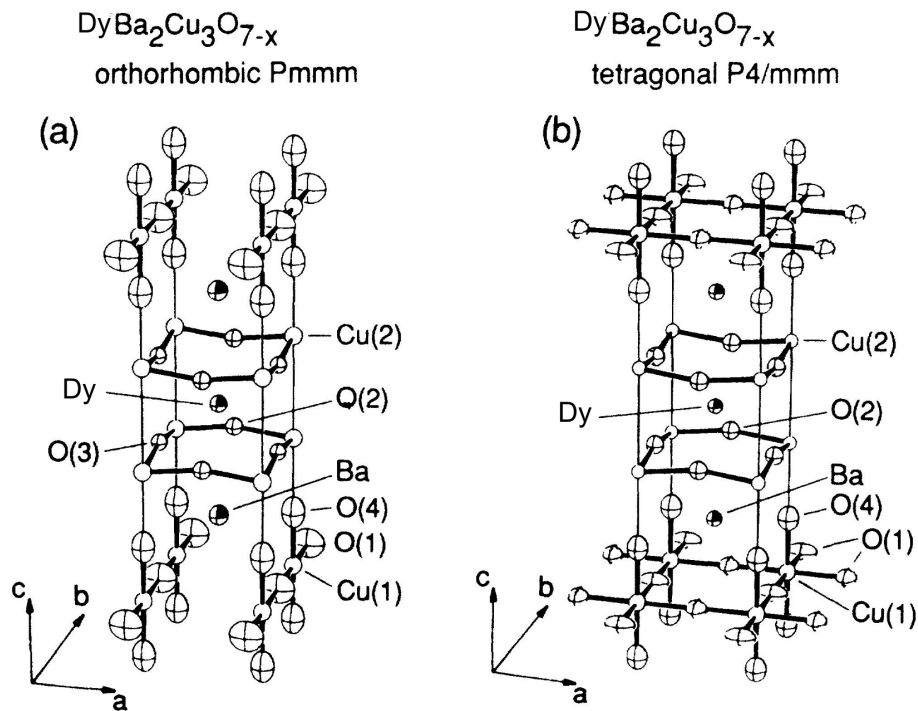 DyBa2Cu3O7-x
orthorhombic Pmmm
(a)
Cu(2)
Dy
O(2)
O(3)
Ba
O(4)
O(1)
Cu(1)
c
b
a
DyBa2Cu3O7-x
tetragonal P4/mmm
(b)
Cu(2)
Dy
O(2)
Ba
O(4)
O(1)
Cu(1)
c
b
a